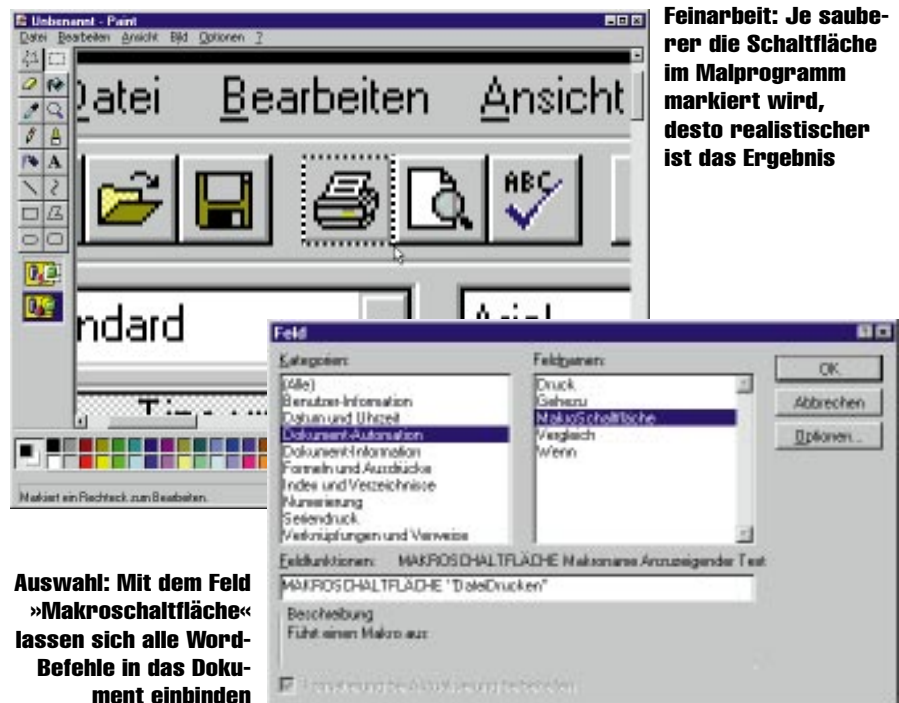 Unbenannt - Paint
Datei Bearbeiten Ansicht Bild Optionen ?
Datei Bearbeiten Ansicht
ABC
ndard
Markiert ein Rechteck zum Bearbeiten.
Feinarbeit: Je saube-
rer die Schaltfläche
im Malprogramm
markiert wird,
desto realistischer
ist das Ergebnis
Feld
Kategorien:
(Alle)
Benutzer-Information
Datum und Uhrzeit
Dokument-Automation
Dokument-Information
Formeln und Ausdrücke
Index und Verzeichnisse
Numerierung
Seriendruck
Verknüpfungen und Verweise
Feldnamen:
Druck
Gehezu
MakroSchaltfläche
Vergleich
Wenn
OK
Abbrechen
Optionen...
Feldfunktionen: MAKROSCHALTFLÄCHE Makroname Anzuzeigender Text
MAKROSCHALTFLÄCHE "DateiDrucken"
Beschreibung
Führt einen Makro aus
Auswahl: Mit dem Feld
»Makroschaltfläche«
lassen sich alle Word-
Befehle in das Doku-
ment einbinden